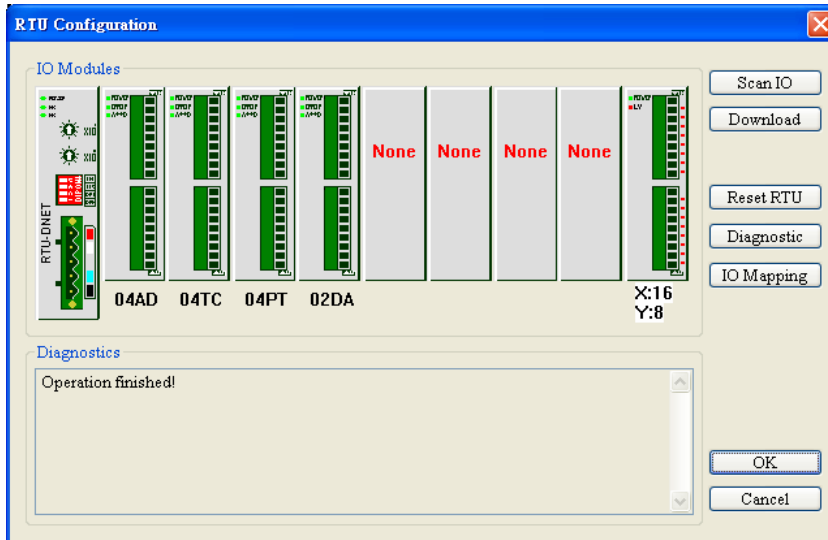 RTU Configuration
IO Modules
Scan IO
Download
Reset RTU
Diagnostic
IO Mapping
RTU-DNET
None None None None
04AD 04TC 04PT 02DA
X:16
Y:8
Diagnostics
Operation finished!
OK
Cancel